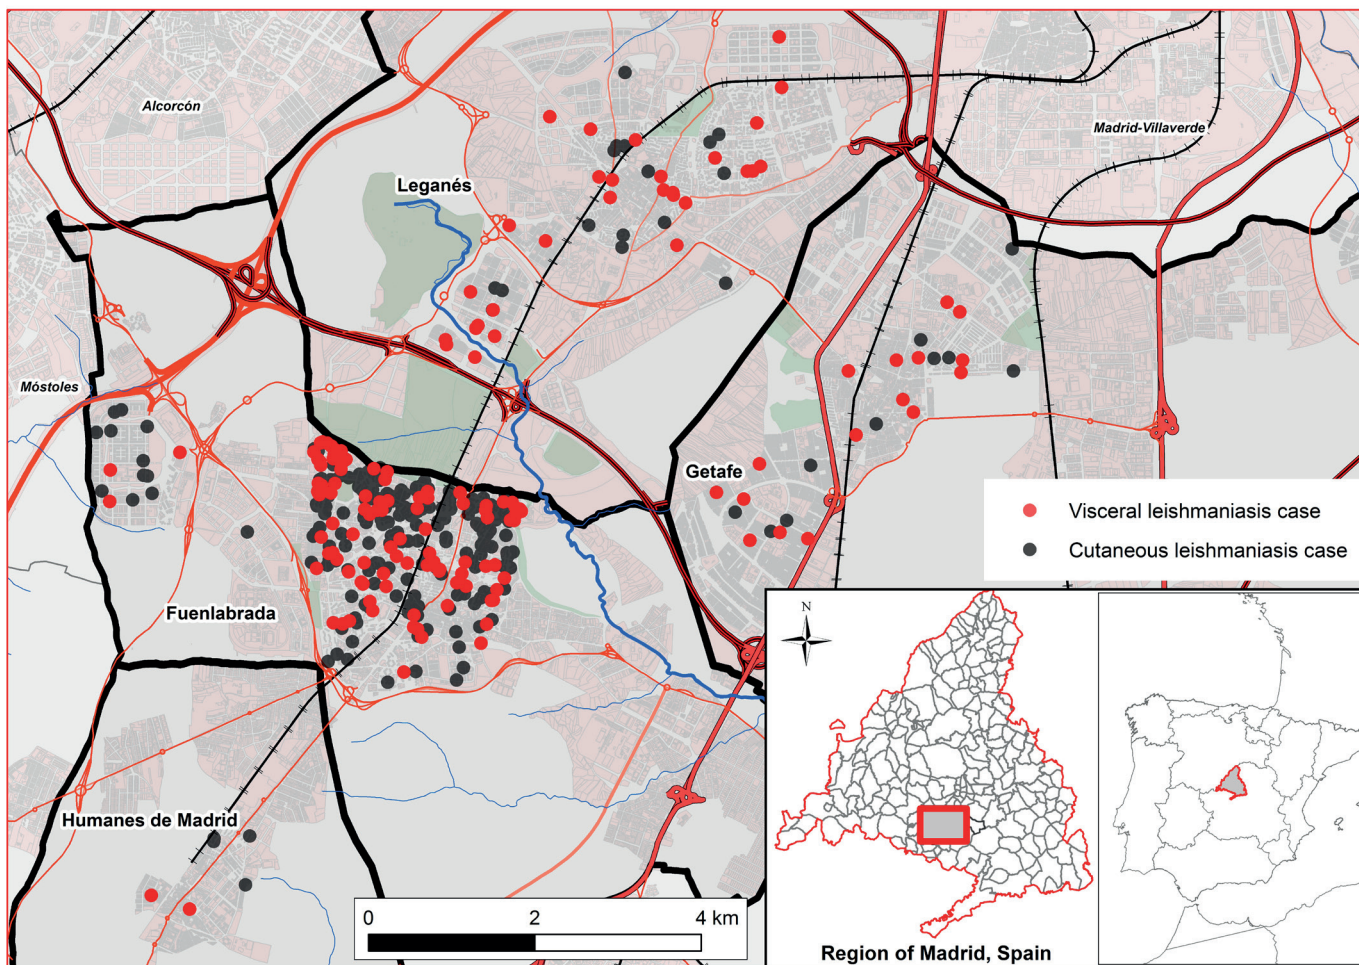 Alcorcón
Madrid-Villaverde
Leganés
Móstoles
Getafe
Visceral leishmaniasis case
Cutaneous leishmaniasis case
Fuenlabrada
N
Humanes de Madrid
0 2 4 km
Region of Madrid, Spain